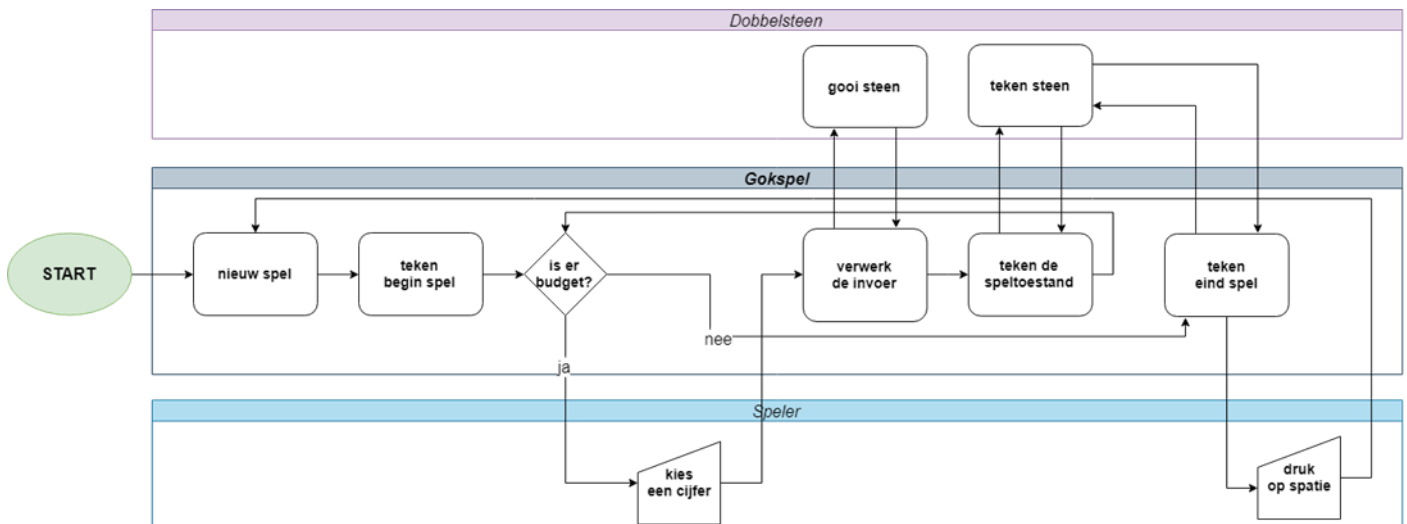 Dobbelsteen
gooi steen
teken steen
Gokspel
START
nieuw spel
teken
begin spel
is er
budget?
verwerk
de invoer
teken de
speltoestand
teken
eind spel
nee
ja
Speler
kies
een cijfer
druk
op spatie